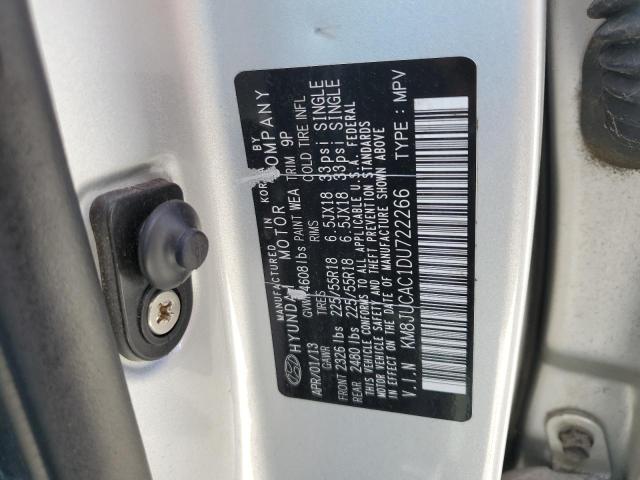 MANUFACTURED IN KOREA BY
HYUNDAI MOTOR COMPANY
APR/01/13 GVWR 4608 lbs PAINT WEA TRIM 9P
GAWR TIRES RIMS COLD TIRE INFL
FRONT 2326 lbs 225/55R18 6.5JX18 33psi SINGLE
REAR 2480 lbs 225/55R18 6.5JX18 33psi SINGLE
THIS VEHICLE CONFORMS TO ALL APPLICABLE U.S.A. FEDERAL
MOTOR VEHICLE SAFETY AND THEFT PREVENTION STANDARDS
IN EFFECT ON THE DATE OF MANUFACTURE SHOWN ABOVE
V.I.N KM8JUCAC1DU722266 TYPE : MPV